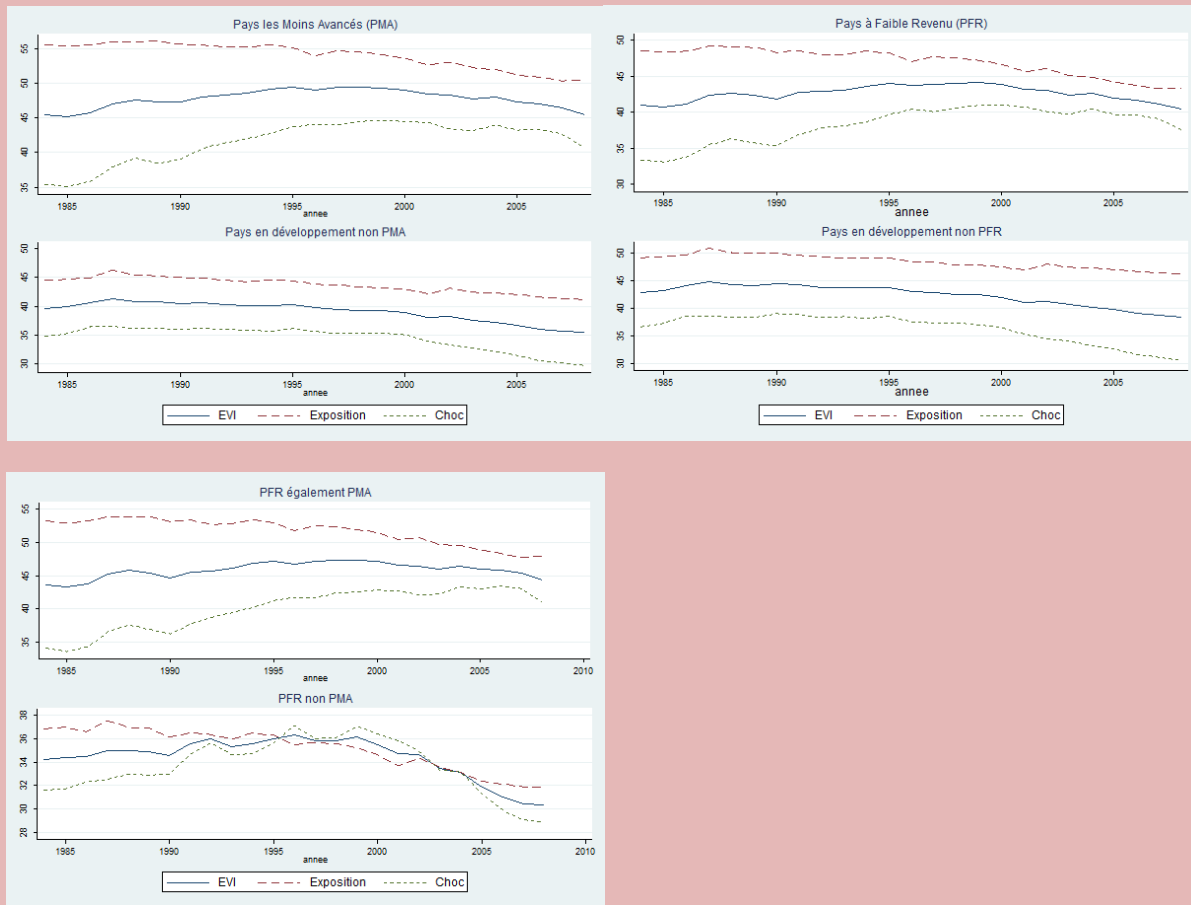 Pays les Moins Avancés (PMA)
55
50
45
40
35
1985 1990 1995 2000 2005
annee
Pays en développement non PMA
50
45
40
35
30
1985 1990 1995 2000 2005
annee
EVI Exposition Choc
Pays à Faible Revenu (PFR)
50
45
40
35
30
1985 1990 1995 2000 2005
annee
Pays en développement non PFR
50
45
40
35
30
1985 1990 1995 2000 2005
annee
EVI Exposition Choc
PFR également PMA
55
50
45
40
35
1985 1990 1995 2000 2005 2010
annee
PFR non PMA
38
36
34
32
30
28
1985 1990 1995 2000 2005 2010
annee
EVI Exposition Choc